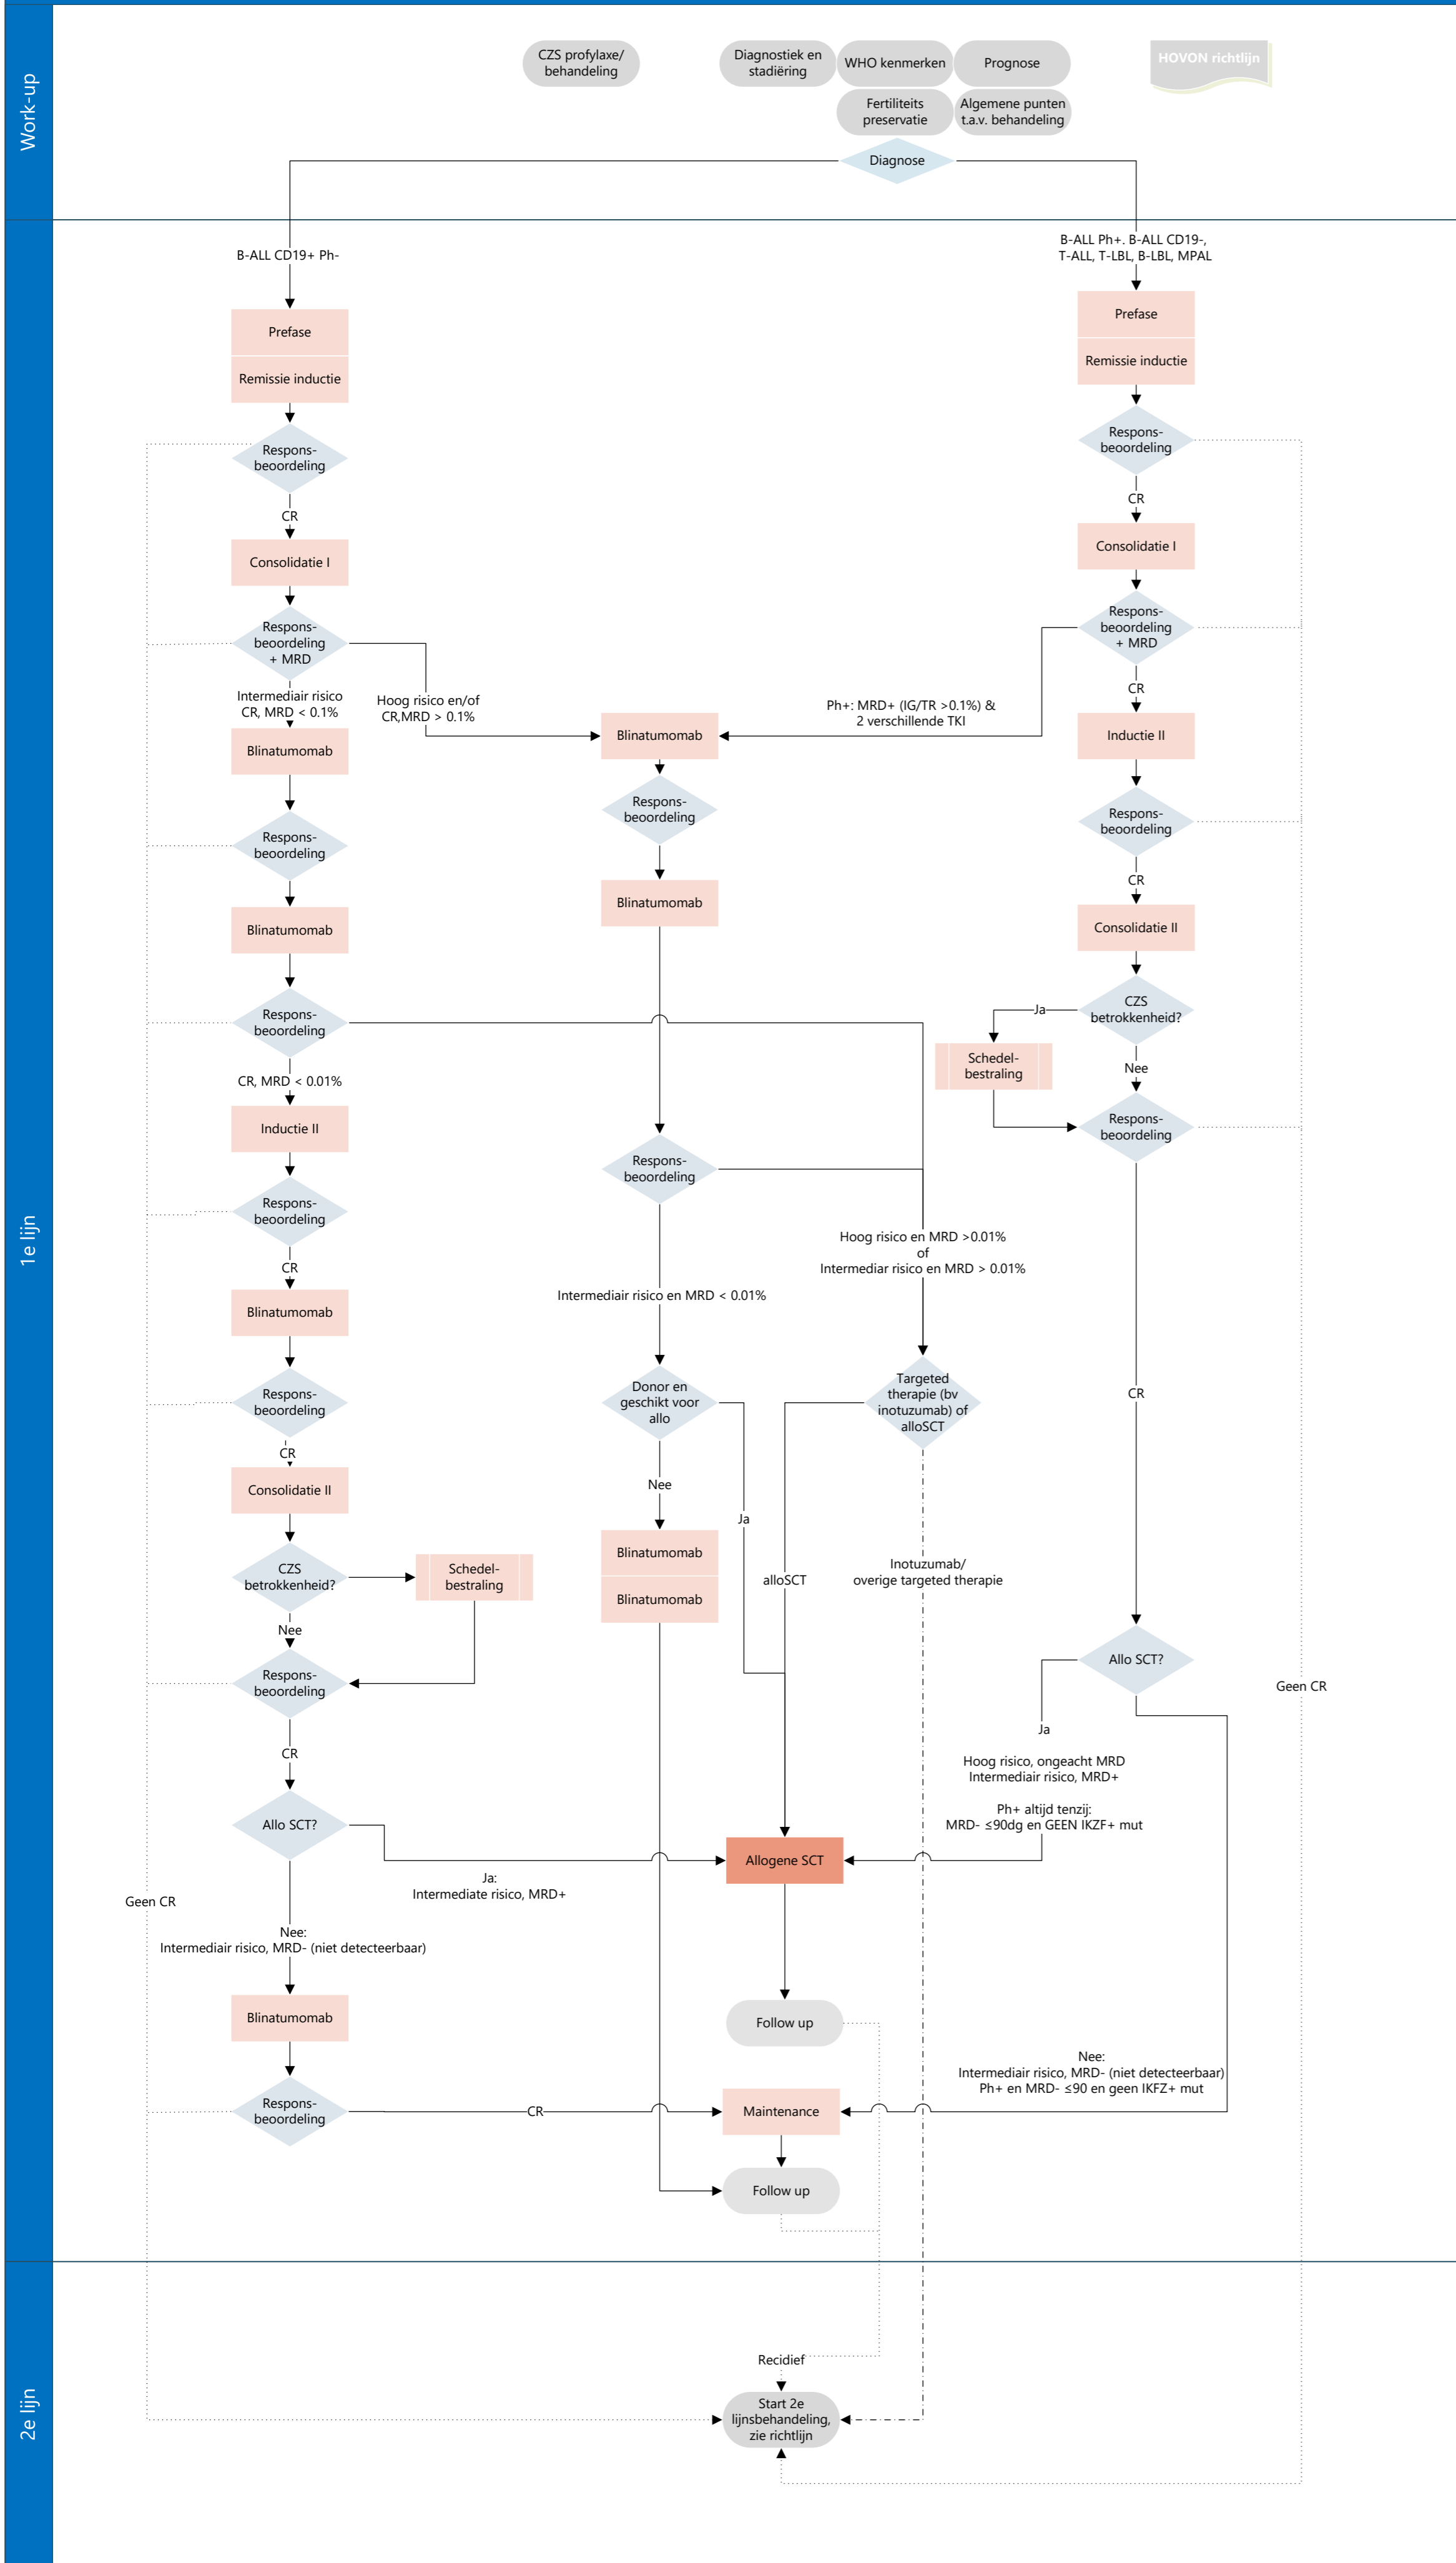 Work-up
CZS profylaxe/
behandeling
Diagnostiek en
stadiëring
WHO kenmerken
Prognose
HOVON richtlijn
Fertiliteits
preservatie
Algemene punten
t.a.v. behandeling
Diagnose
1e lijn
B-ALL CD19+ Ph-
B-ALL Ph+. B-ALL CD19-,
T-ALL, T-LBL, B-LBL, MPAL
Prefase
Remissie inductie
Prefase
Remissie inductie
Respons-
beoordeling
Respons-
beoordeling
CR
CR
Consolidatie I
Consolidatie I
Respons-
beoordeling
+ MRD
Respons-
beoordeling
+ MRD
Intermediair risico
CR, MRD < 0.1%
Hoog risico en/of
CR,MRD > 0.1%
Ph+: MRD+ (IG/TR >0.1%) &
2 verschillende TKI
CR
Blinatumomab
Blinatumomab
Inductie II
Respons-
beoordeling
Respons-
beoordeling
Respons-
beoordeling
CR
Blinatumomab
Blinatumomab
Consolidatie II
Respons-
beoordeling
CZS
betrokkenheid?
Ja
Schedel-
bestraling
Nee
CR, MRD < 0.01%
Inductie II
Respons-
beoordeling
Respons-
beoordeling
Respons-
beoordeling
Hoog risico en MRD >0.01%
of
Intermediar risico en MRD > 0.01%
CR
Intermediair risico en MRD < 0.01%
Blinatumomab
Respons-
beoordeling
Donor en
geschikt voor
allo
Targeted
therapie (bv
inotuzumab) of
alloSCT
CR
CR
Consolidatie II
Nee
Ja
Blinatumomab
Blinatumomab
alloSCT
Inotuzumab/
overige targeted therapie
CZS
betrokkenheid?
Schedel-
bestraling
Nee
Respons-
beoordeling
Allo SCT?
Geen CR
CR
Ja
Hoog risico, ongeacht MRD
Intermediair risico, MRD+
Ph+ altijd tenzij:
MRD- ≤90dg en GEEN IKZF+ mut
Allo SCT?
Allogene SCT
Ja:
Intermediate risico, MRD+
Geen CR
Nee:
Intermediair risico, MRD- (niet detecteerbaar)
Blinatumomab
Follow up
Nee:
Intermediair risico, MRD- (niet detecteerbaar)
Ph+ en MRD- ≤90 en geen IKFZ+ mut
Respons-
beoordeling
CR
Maintenance
Follow up
2e lijn
Recidief
Start 2e
lijnsbehandeling,
zie richtlijn